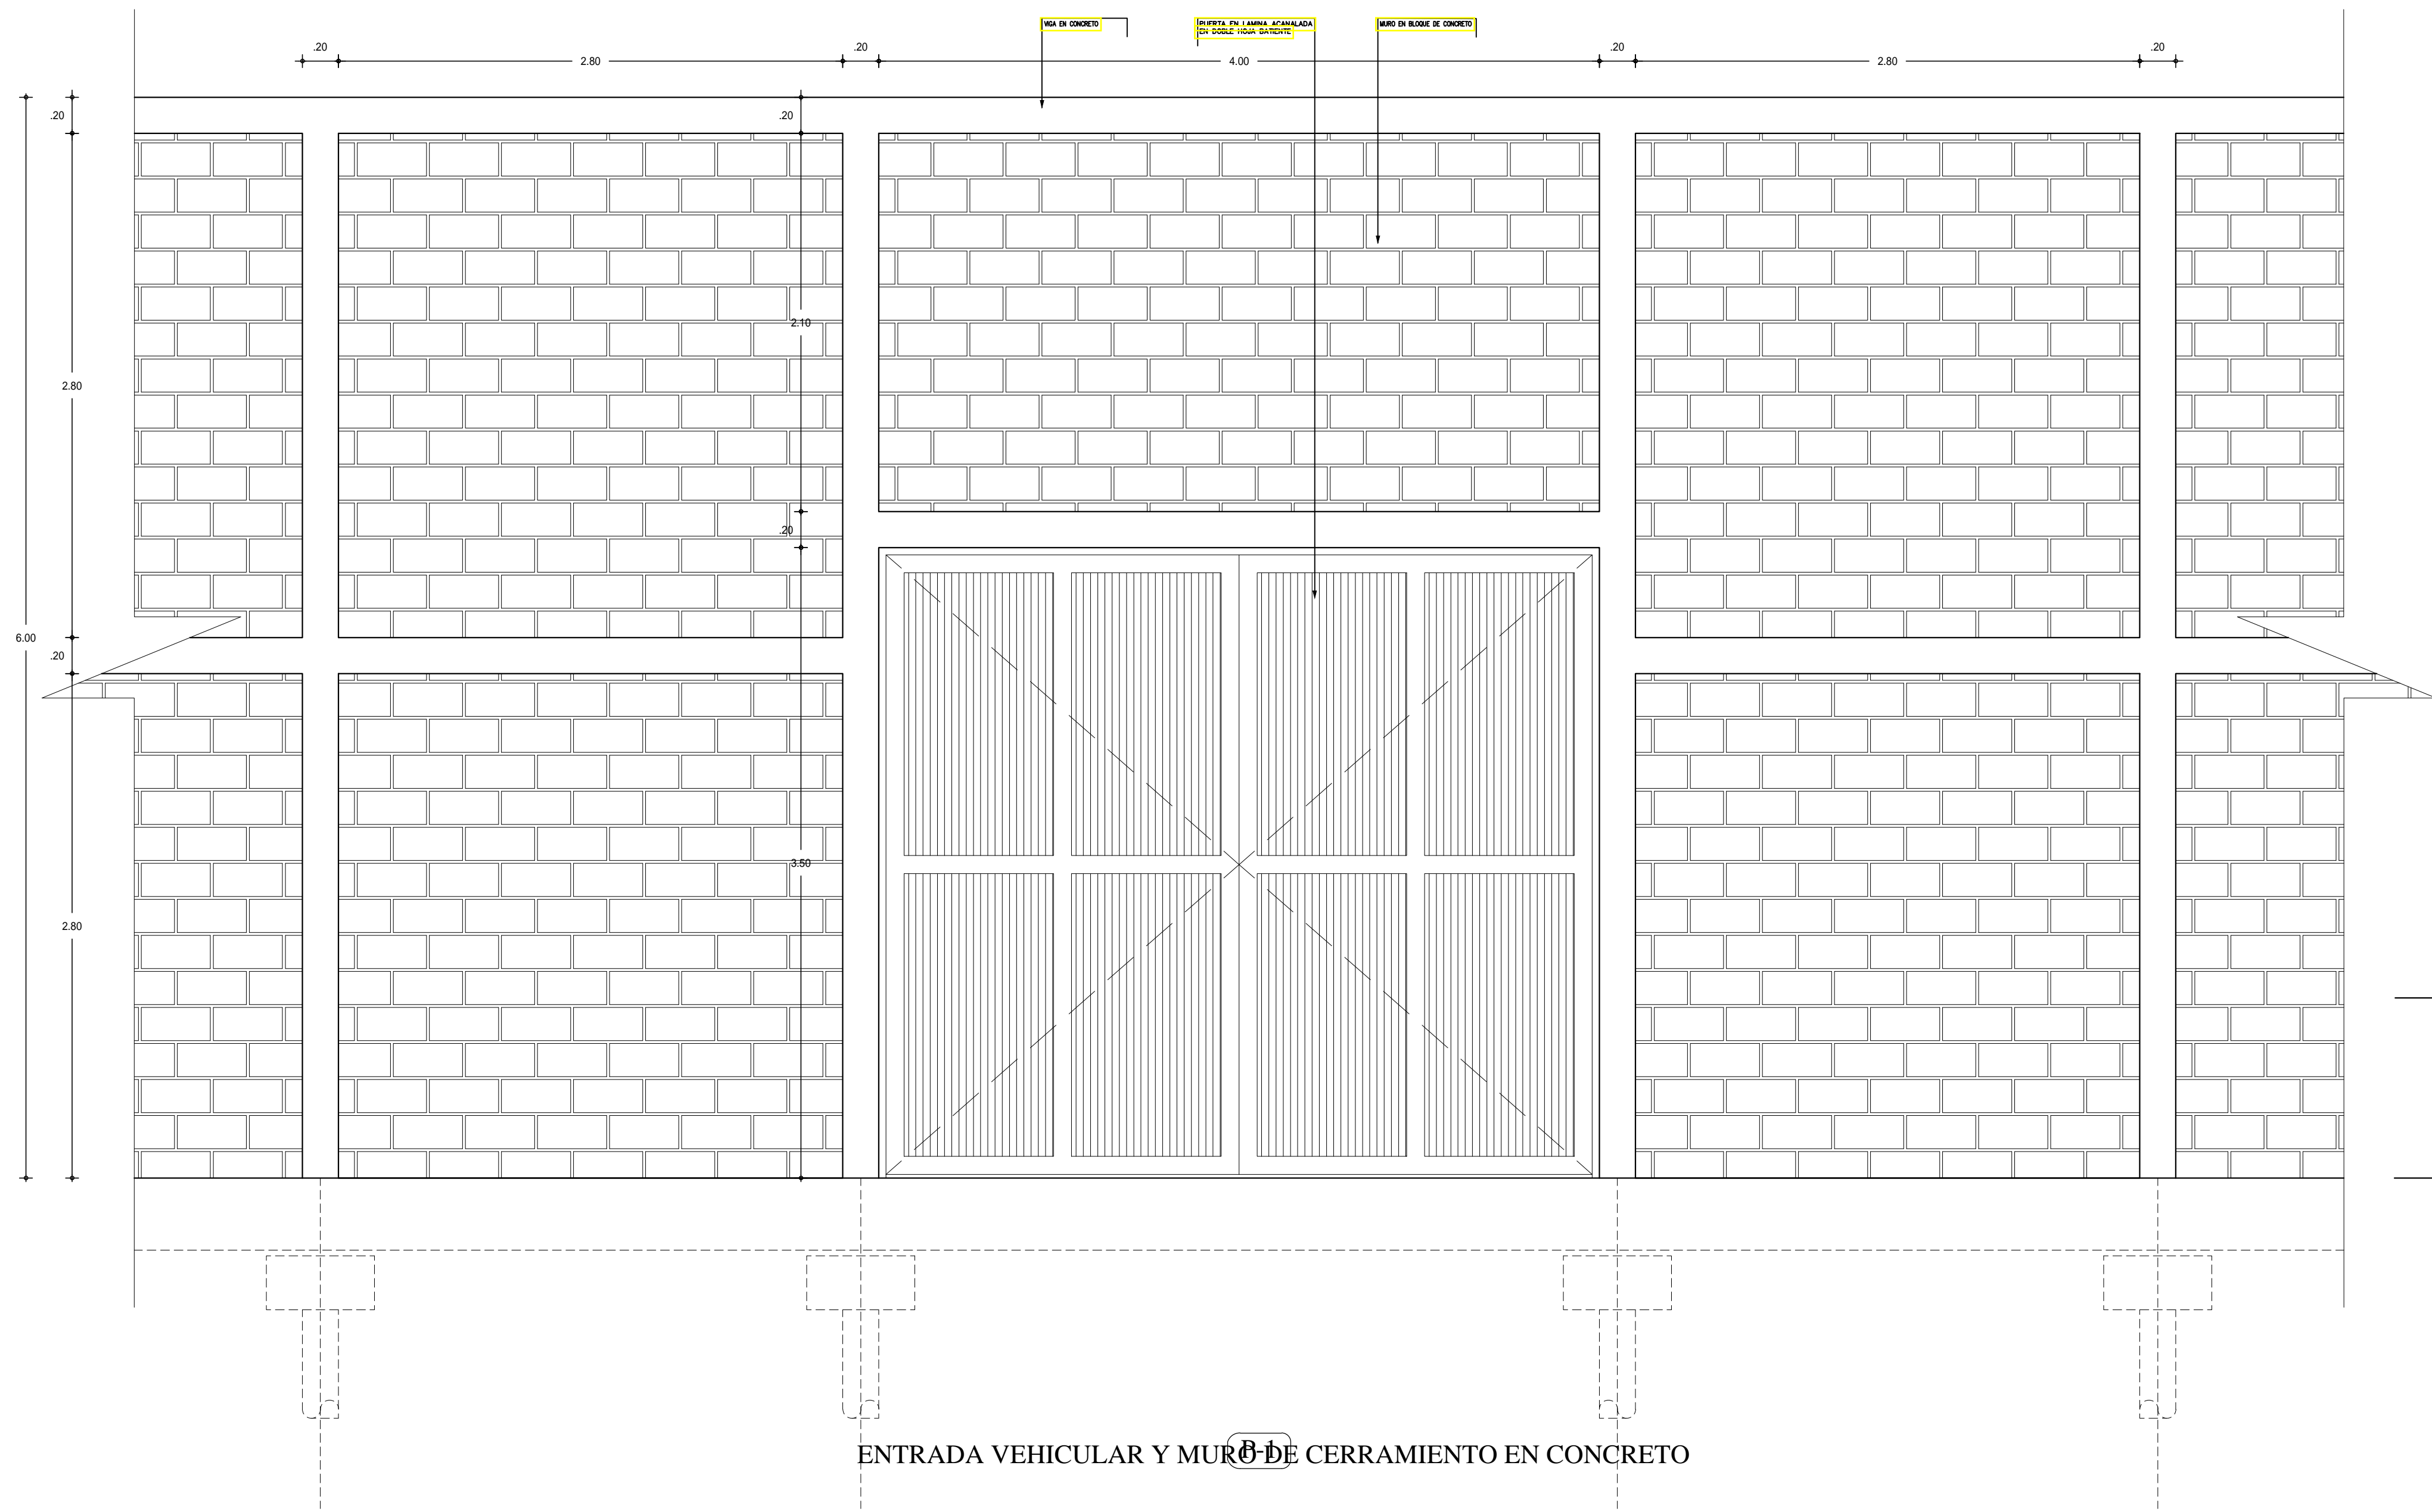 VIGA EN CONCRETO
PUERTA EN LAMINA ACANALADA
EN DOBLE HOJA BATIENTE
MURO EN BLOQUE DE CONCRETO
.20
2.80
.20
4.00
.20
2.80
.20
.20
.20
2.10
2.80
.20
6.00
.20
3.50
2.80
P-1
ENTRADA VEHICULAR Y MURO DE CERRAMIENTO EN CONCRETO